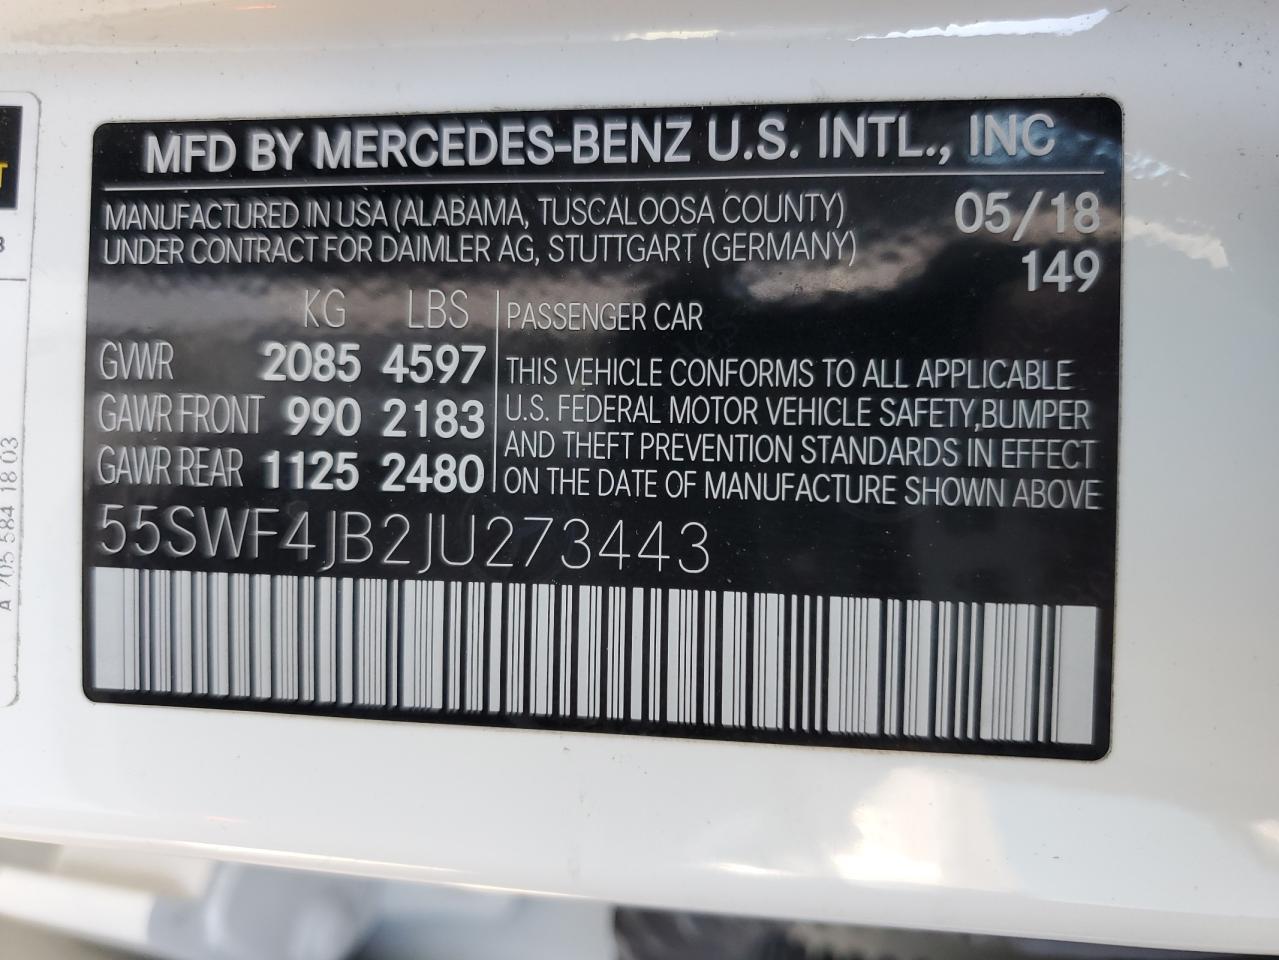 MFD BY MERCEDES-BENZ U.S. INTL., INC
MANUFACTURED IN USA (ALABAMA, TUSCALOOSA COUNTY) 05/18
UNDER CONTRACT FOR DAIMLER AG, STUTTGART (GERMANY) 149
KG LBS
GVWR 2085 4597
GAWR FRONT 990 2183
GAWR REAR 1125 2480
PASSENGER CAR
THIS VEHICLE CONFORMS TO ALL APPLICABLE
U.S. FEDERAL MOTOR VEHICLE SAFETY,BUMPER
AND THEFT PREVENTION STANDARDS IN EFFECT
ON THE DATE OF MANUFACTURE SHOWN ABOVE
55SWF4JB2JU273443
A 205 584 18 03